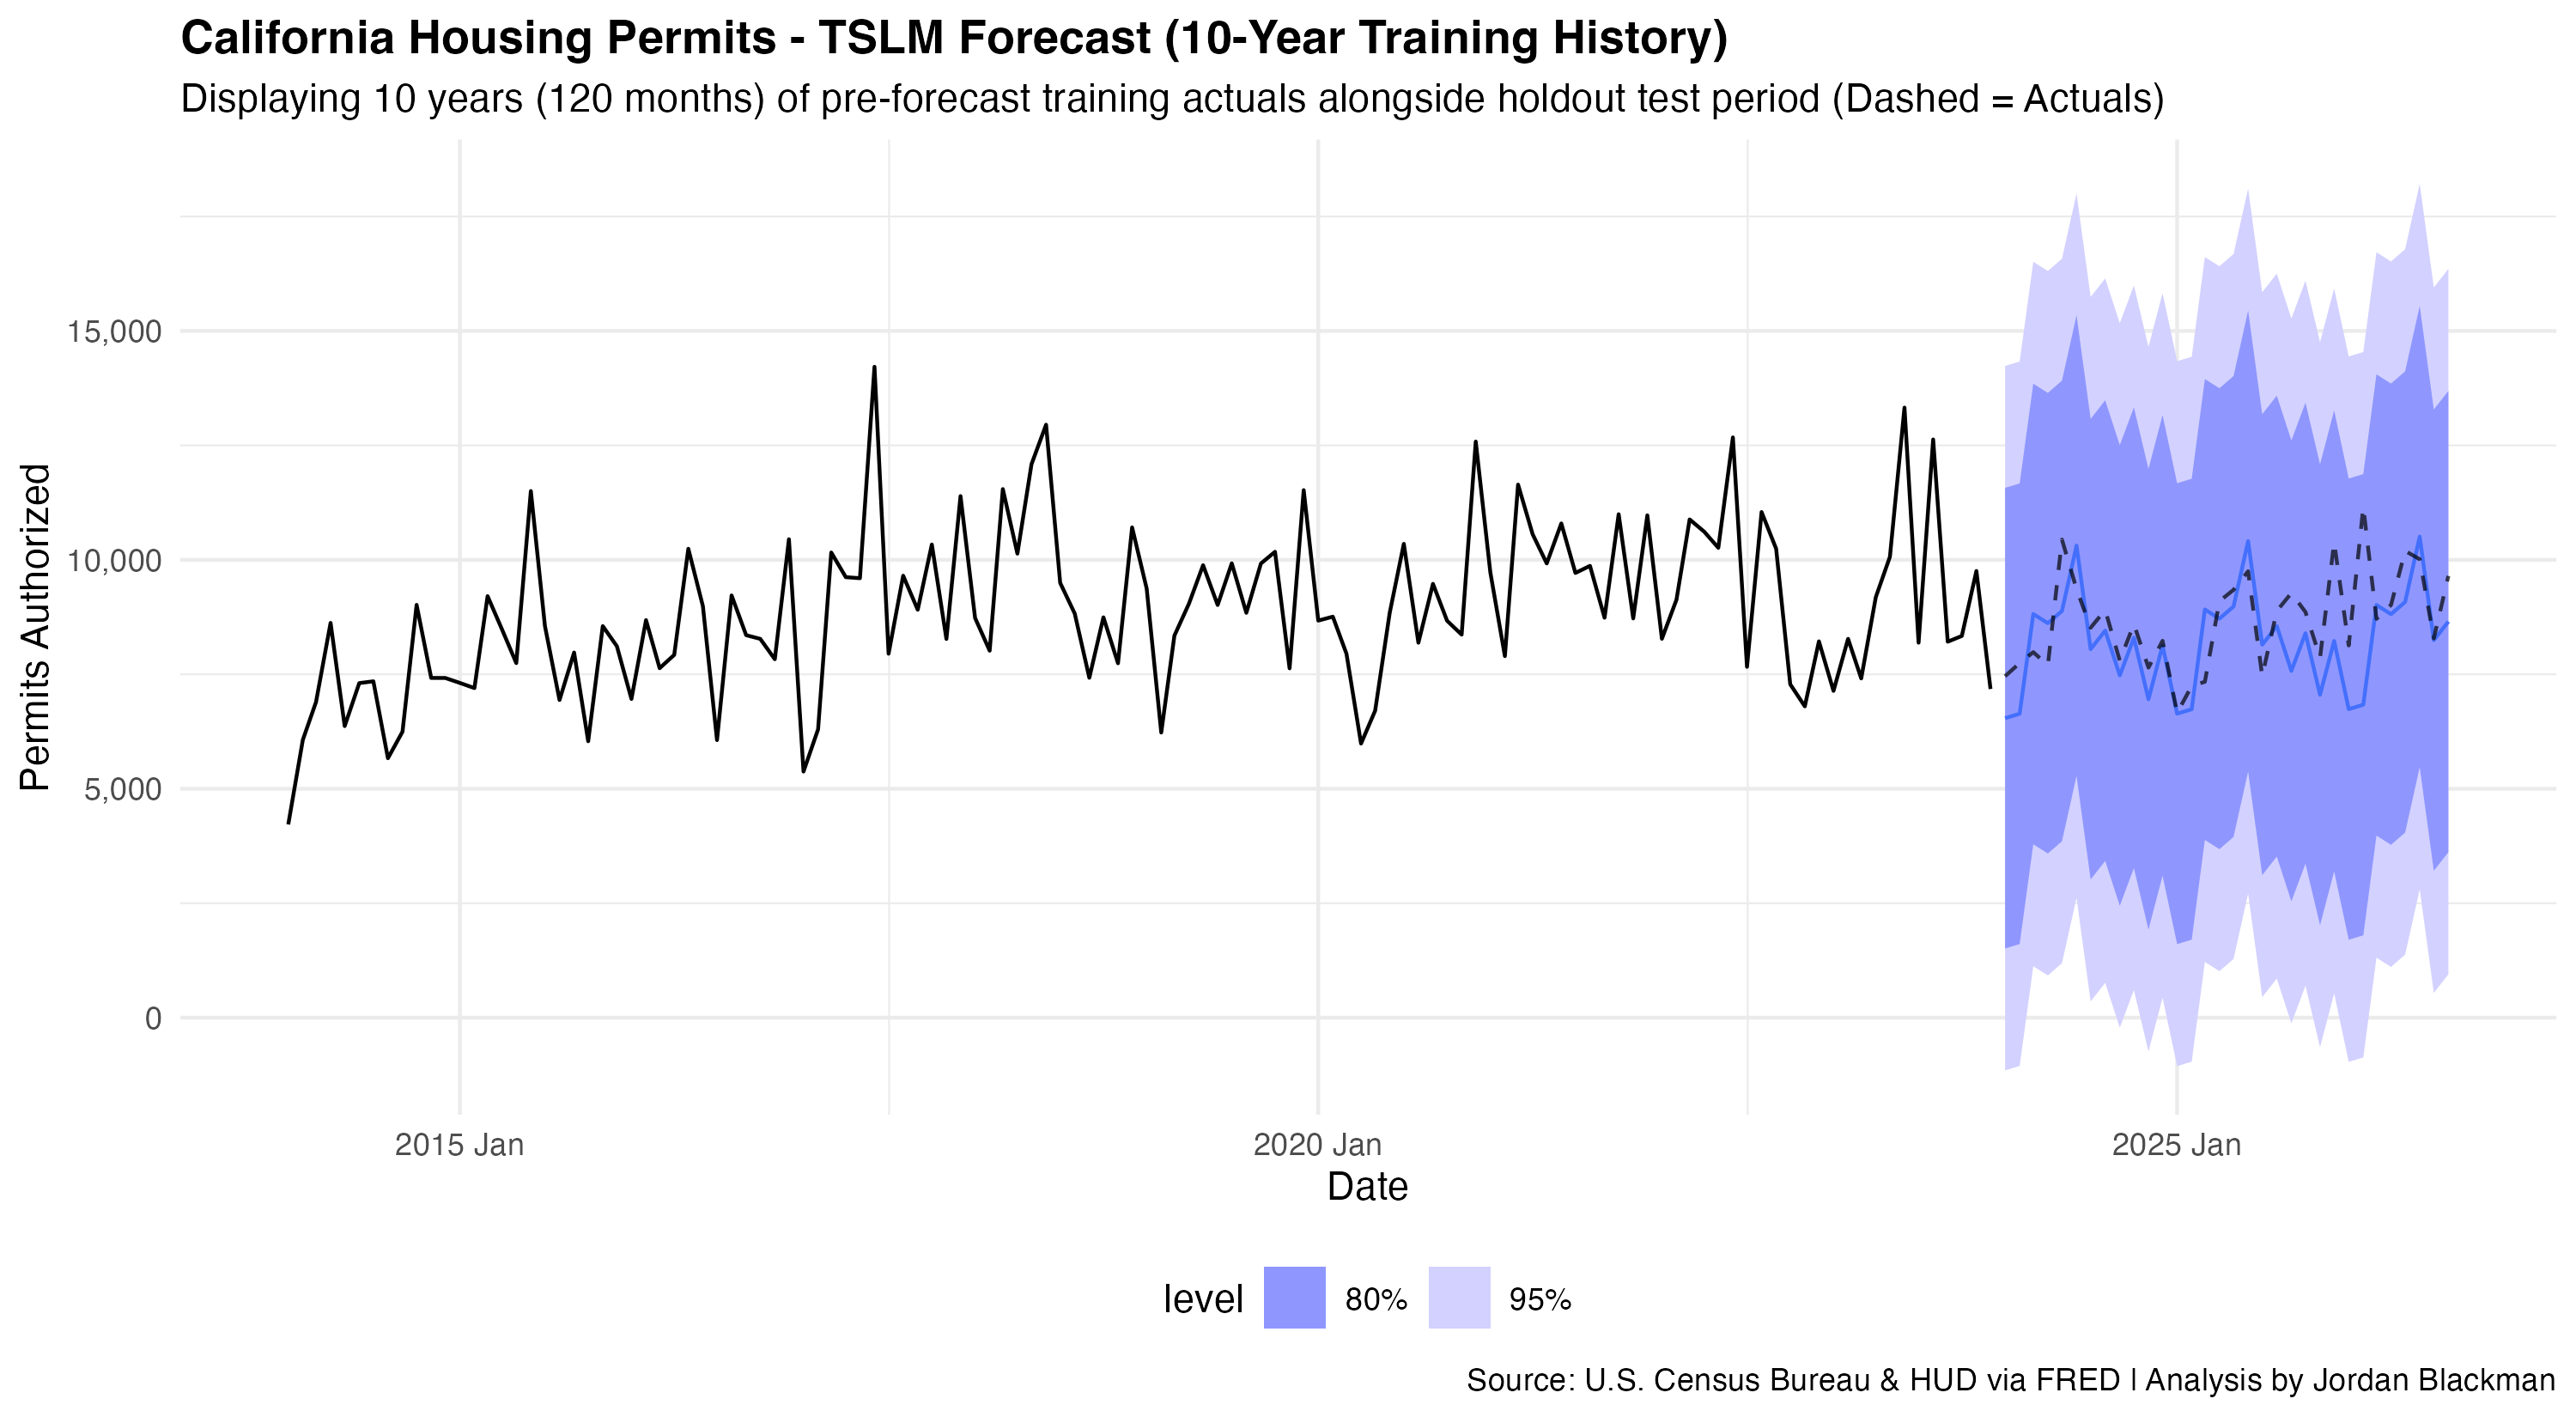 California Housing Permits - TSLM Forecast (10-Year Training History)
Displaying 10 years (120 months) of pre-forecast training actuals alongside holdout test period (Dashed = Actuals)
Permits Authorized
15,000
10,000
5,000
0
2015 Jan
2020 Jan
2025 Jan
Date
level
80%
95%
Source: U.S. Census Bureau & HUD via FRED | Analysis by Jordan Blackman